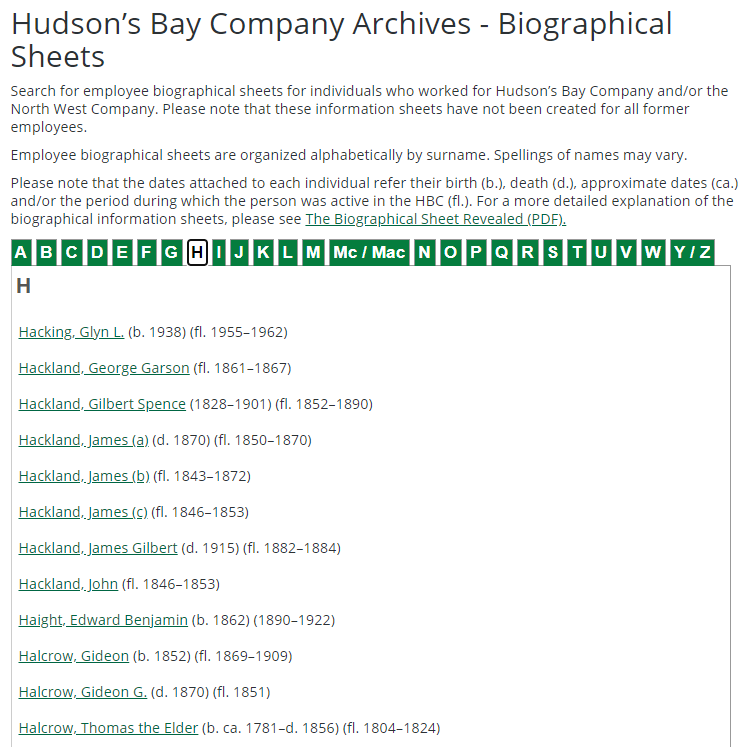 Hudson’s Bay Company Archives - Biographical
Sheets
Search for employee biographical sheets for individuals who worked for Hudson’s Bay Company and/or the
North West Company. Please note that these information sheets have not been created for all former
employees.
Employee biographical sheets are organized alphabetically by surname. Spellings of names may vary.
Please note that the dates attached to each individual refer their birth (b.), death (d.), approximate dates (ca.)
and/or the period during which the person was active in the HBC (fl.). For a more detailed explanation of the
biographical information sheets, please see The Biographical Sheet Revealed (PDF).
A B C D E F G H I J K L M Mc / Mac N O P Q R S T U V W Y / Z
H
Hacking, Glyn L. (b. 1938) (fl. 1955–1962)
Hackland, George Garson (fl. 1861–1867)
Hackland, Gilbert Spence (1828–1901) (fl. 1852–1890)
Hackland, James (a) (d. 1870) (fl. 1850–1870)
Hackland, James (b) (fl. 1843–1872)
Hackland, James (c) (fl. 1846–1853)
Hackland, James Gilbert (d. 1915) (fl. 1882–1884)
Hackland, John (fl. 1846–1853)
Haight, Edward Benjamin (b. 1862) (1890–1922)
Halcrow, Gideon (b. 1852) (fl. 1869–1909)
Halcrow, Gideon G. (d. 1870) (fl. 1851)
Halcrow, Thomas the Elder (b. ca. 1781–d. 1856) (fl. 1804–1824)